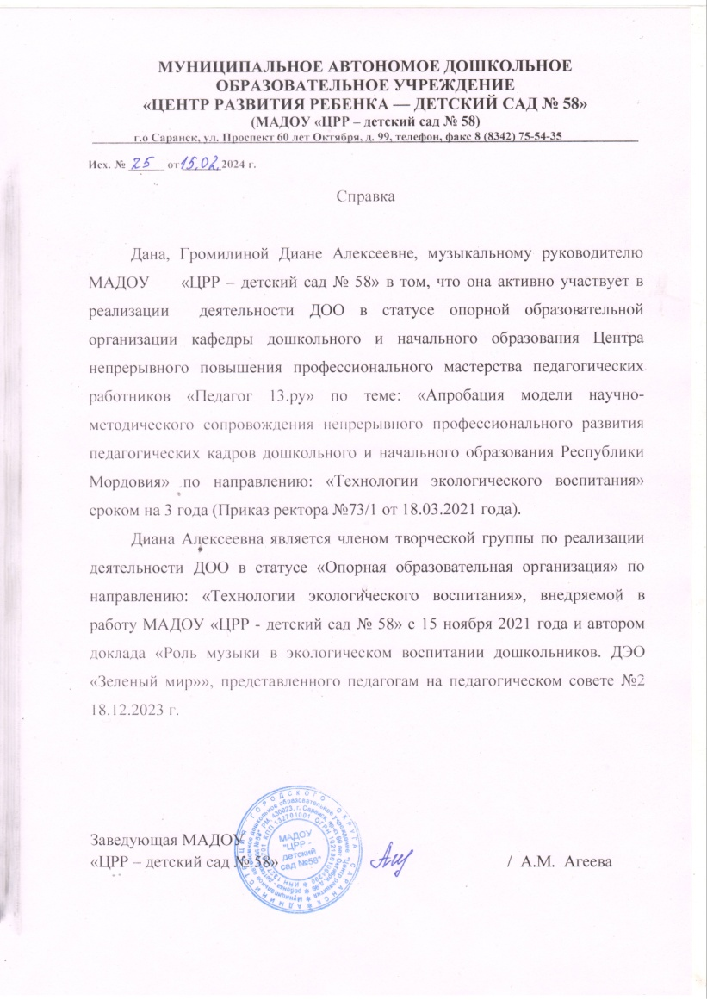 МУНИЦИПАЛЬНОЕ АВТОНОМОЕ ДОШКОЛЬНОЕ
ОБРАЗОВАТЕЛЬНОЕ УЧРЕЖДЕНИЕ
«ЦЕНТР РАЗВИТИЯ РЕБЕНКА — ДЕТСКИЙ САД № 58»
(МАДОУ «ЦРР – детский сад № 58)
г.о Саранск, ул. Проспект 60 лет Октября, д. 99, телефон, факс 8 (8342) 75-54-35
Исх. № 25 от 15.02.2024 г.
Справка
Дана, Громилиной Диане Алексеевне, музыкальному руководителю
МАДОУ «ЦРР – детский сад № 58» в том, что она активно участвует в
реализации деятельности ДОО в статусе опорной образовательной
организации кафедры дошкольного и начального образования Центра
непрерывного повышения профессионального мастерства педагогических
работников «Педагог 13.ру» по теме: «Апробация модели научно-
методического сопровождения непрерывного профессионального развития
педагогических кадров дошкольного и начального образования Республики
Мордовия» по направлению: «Технологии экологического воспитания»
сроком на 3 года (Приказ ректора №73/1 от 18.03.2021 года).
Диана Алексеевна является членом творческой группы по реализации
деятельности ДОО в статусе «Опорная образовательная организация» по
направлению: «Технологии экологического воспитания», внедряемой в
работу МАДОУ «ЦРР - детский сад № 58» с 15 ноября 2021 года и автором
доклада «Роль музыки в экологическом воспитании дошкольников. ДЭО
«Зеленый мир»», представленного педагогам на педагогическом совете №2
18.12.2023 г.
Заведующая МАДОУ
«ЦРР – детский сад № 58» / А.М. Агеева
МАДОУ
"ЦРР -
детский
сад №58"